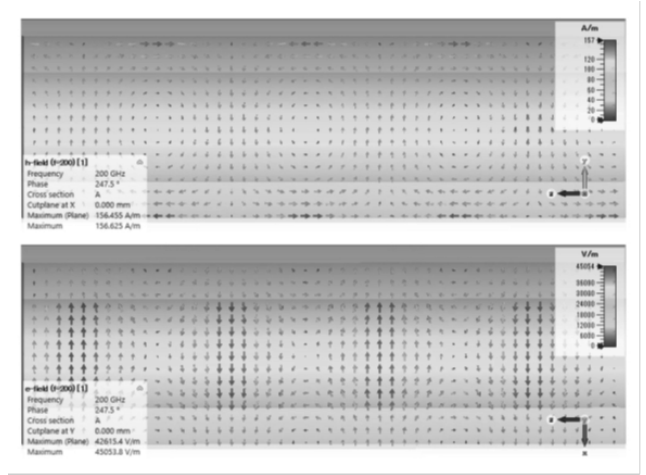 A/m
157
120
100
80
60
40
20
0
h-field (f=200) [1]
Frequency 200 GHz
Phase 247.5 °
Cross section A
Cutplane at X 0.000 mm
Maximum (Plane) 156.455 A/m
Maximum 156.625 A/m
y
V/m
45054
36000
30000
24000
18000
12000
6000
0
e-field (f=200) [1]
Frequency 200 GHz
Phase 247.5 °
Cross section A
Cutplane at Y 0.000 mm
Maximum (Plane) 42615.4 V/m
Maximum 45053.8 V/m